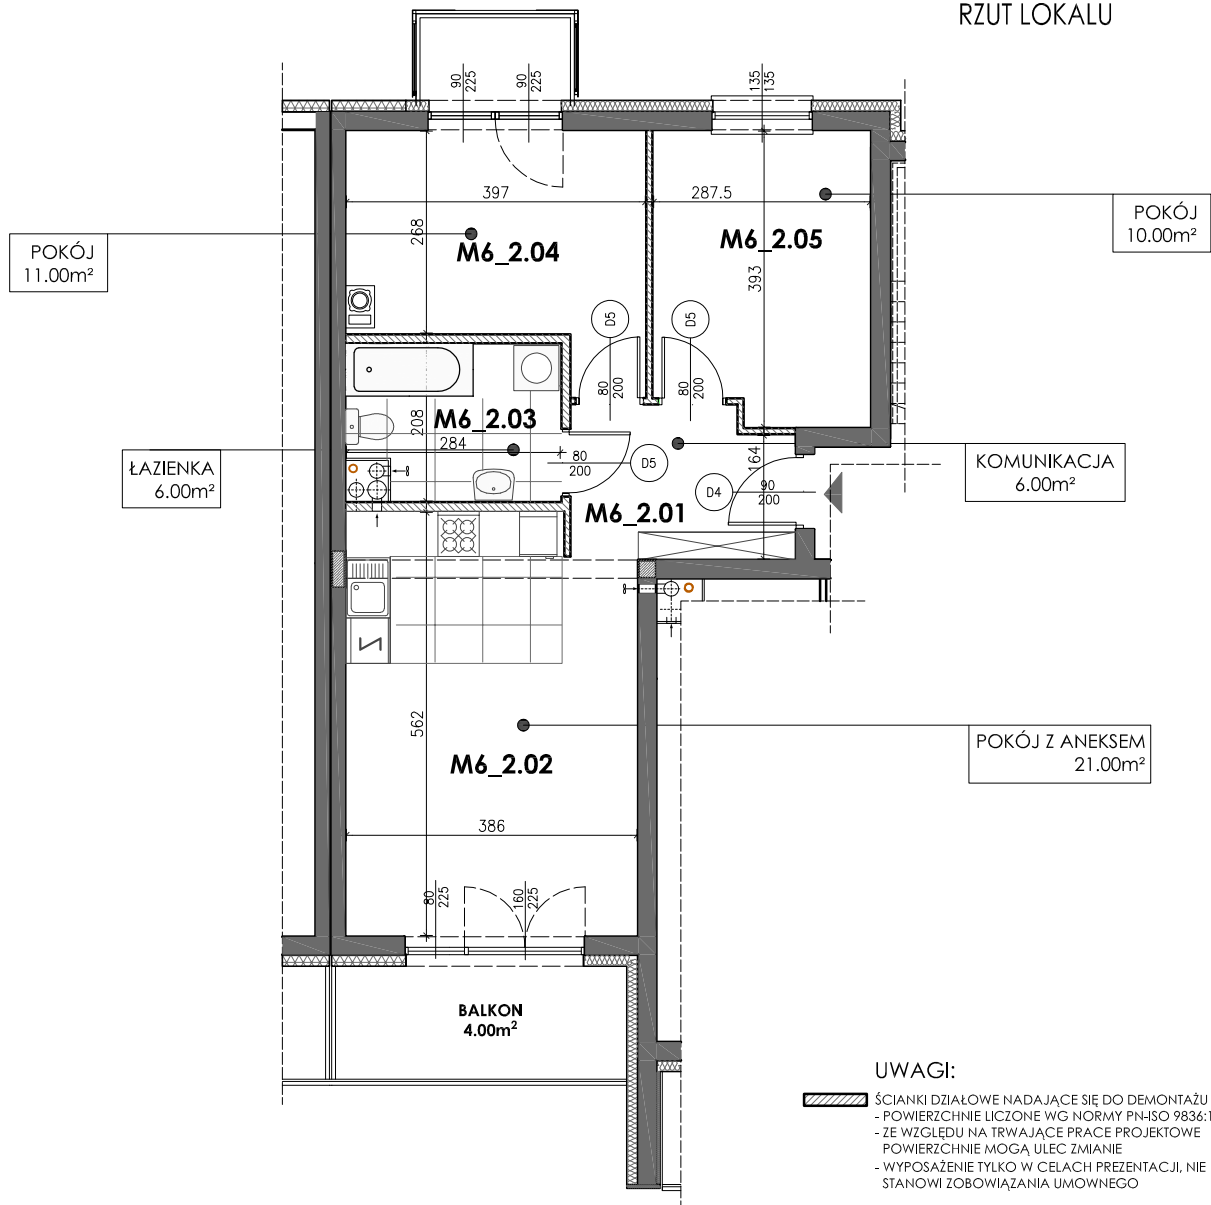 RZUT LOKALU
90
225
90
225
135
135
397
287.5
268
M6_2.04
M6_2.05
393
POKÓJ
11.00m²
POKÓJ
10.00m²
D5
D5
80
200
80
200
208
M6_2.03
284
80
200
D5
164
D4
90
200
ŁAZIENKA
6.00m²
KOMUNIKACJA
6.00m²
M6_2.01
562
M6_2.02
POKÓJ Z ANEKSEM
21.00m²
386
80
225
160
225
BALKON
4.00m²
UWAGI:
ŚCIANKI DZIAŁOWE NADAJĄCE SIĘ DO DEMONTAŻU
- POWIERZCHNIE LICZONE WG NORMY PN-ISO 9836:1
- ZE WZGLĘDU NA TRWAJĄCE PRACE PROJEKTOWE
POWIERZCHNIE MOGĄ ULEC ZMIANIE
- WYPOSAŻENIE TYLKO W CELACH PREZENTACJI, NIE
STANOWI ZOBOWIĄZANIA UMOWNEGO